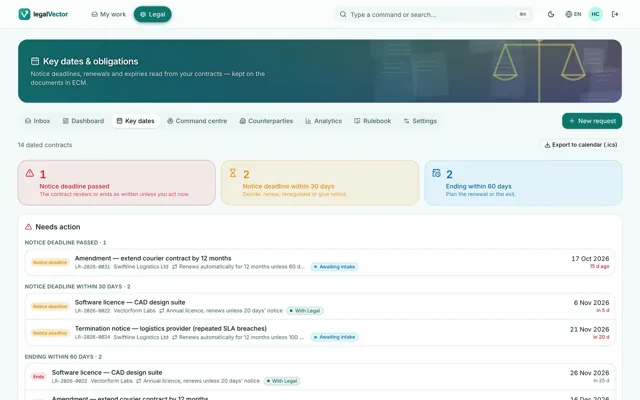 legalVector
My work
Legal
Type a command or search...
⌘K
EN
HC
Key dates & obligations
Notice deadlines, renewals and expiries read from your contracts — kept on the
documents in ECM.
Inbox
Dashboard
Key dates
Command centre
Counterparties
Analytics
Rulebook
Settings
+ New request
14 dated contracts
Export to calendar (.ics)
1
Notice deadline passed
The contract renews or ends as written unless you act now.
2
Notice deadline within 30 days
Decide: renew, renegotiate or give notice.
2
Ending within 60 days
Plan the renewal or the exit.
Needs action
NOTICE DEADLINE PASSED · 1
Notice deadline
Amendment — extend courier contract by 12 months
17 Oct 2026
LR-2026-0031 Swiftline Logistics Ltd Renews automatically for 12 months unless 60 d...
Awaiting intake
15 d ago
NOTICE DEADLINE WITHIN 30 DAYS · 2
Notice deadline
Software licence — CAD design suite
6 Nov 2026
LR-2026-0022 Vectorform Labs Annual licence, renews unless 20 days' notice
With Legal
in 5 d
Notice deadline
Termination notice — logistics provider (repeated SLA breaches)
21 Nov 2026
LR-2026-0024 Swiftline Logistics Ltd Renews automatically for 12 months unless 100 ...
Awaiting intake
in 20 d
ENDING WITHIN 60 DAYS · 2
Ends
Software licence — CAD design suite
26 Nov 2026
LR-2026-0022 Vectorform Labs Annual licence, renews unless 20 days' notice
With Legal
in 25 d
Amendment — extend courier contract by 12 months
16 Dec 2026